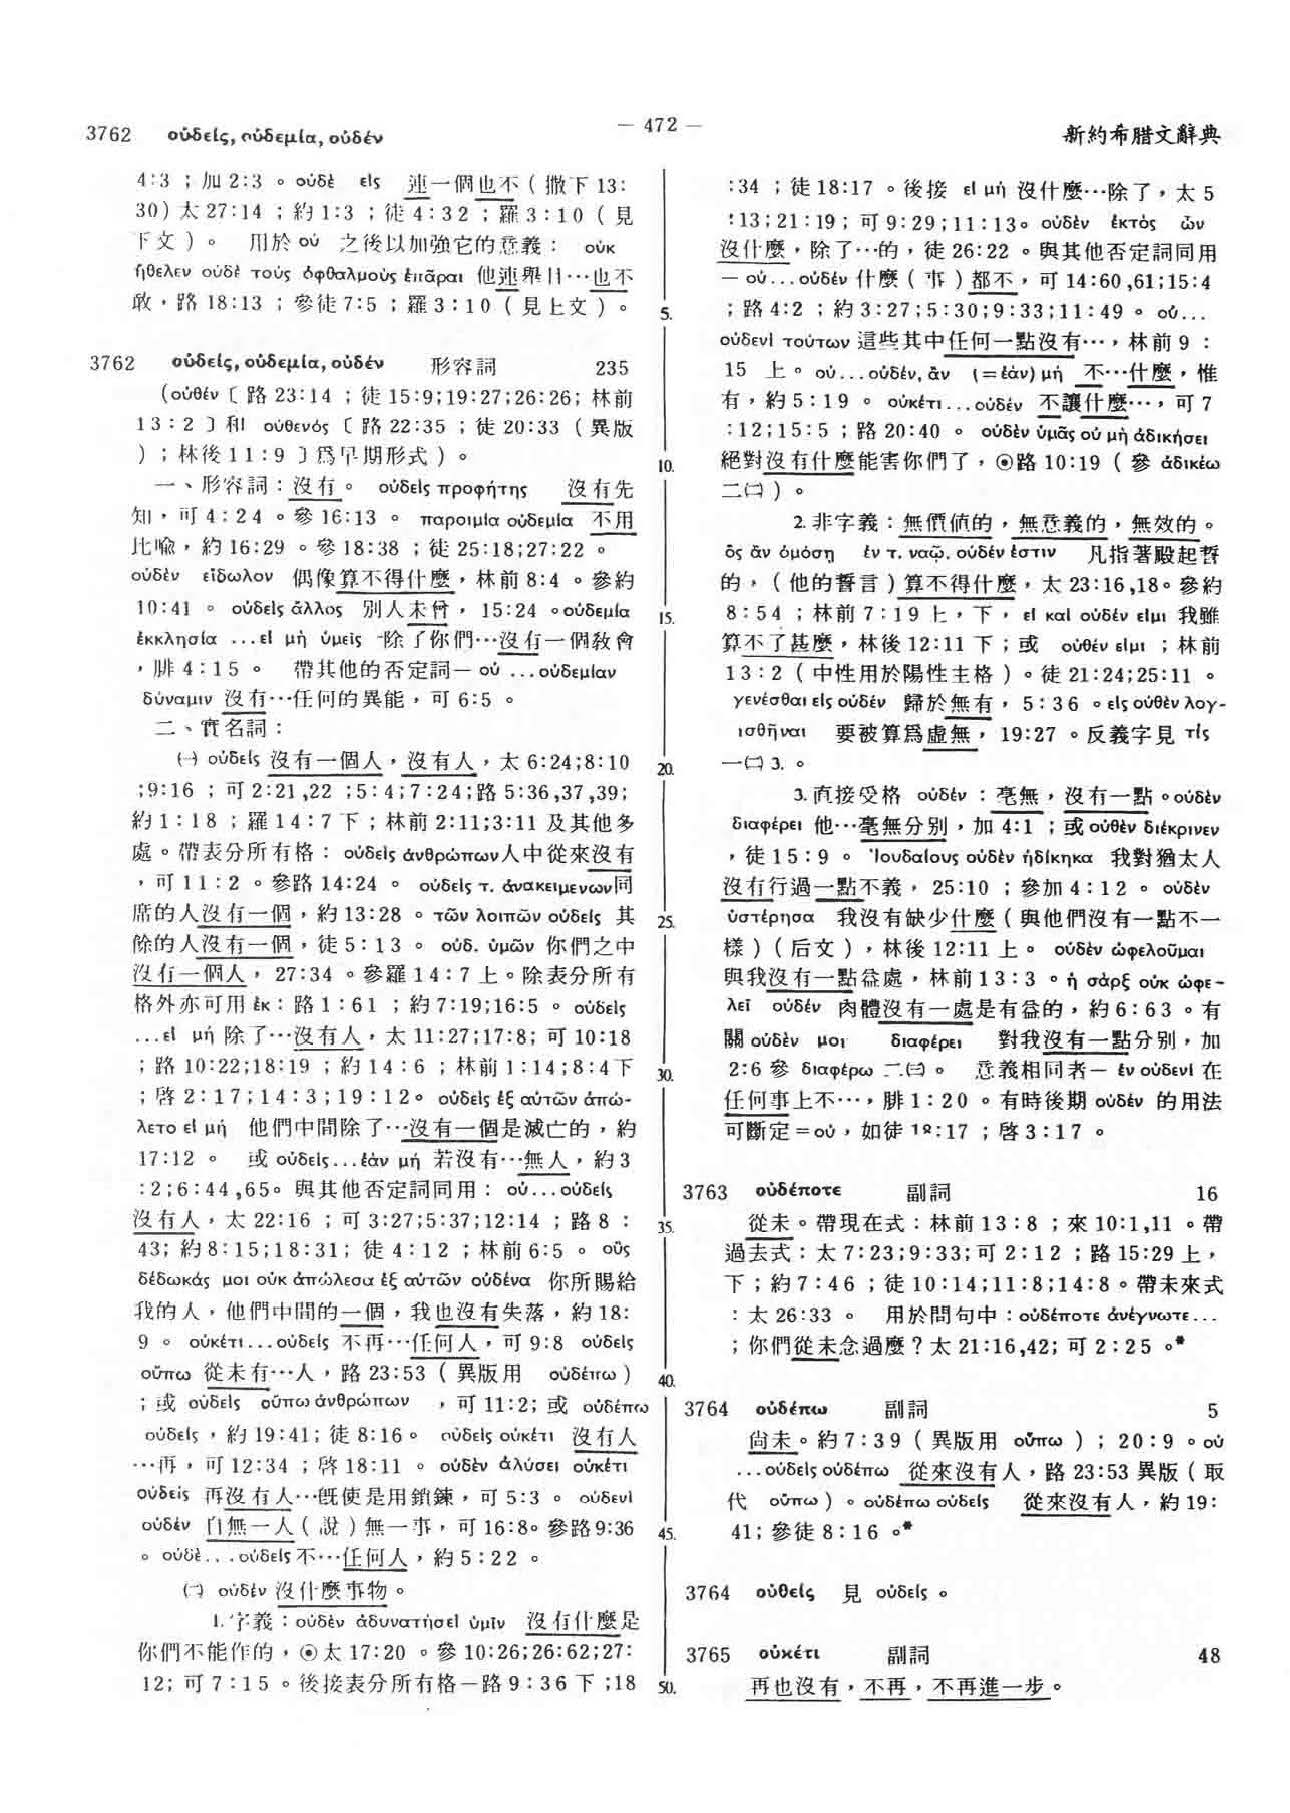 3762 οὐδείς, οὐδεμία, οὐδέν
— 472 —
新約希腊文辭典
4:3 ；加 2:3 。οὐδὲ εἷς 連一個也不（撒下 13:
30）太 27:14 ；約 1:3 ；徒 4:32 ；羅 3:10（見
下文）。 用於 οὐ 之後以加強它的意義： οὐκ
ἤθελεν οὐδὲ τοὺς ὀφθαλμοὺς ἐπᾶραι 他連舉目⋯也不
敢，路 18:13 ；參徒 7:5 ；羅 3:10（見上文）。
5.
3762 οὐδείς, οὐδεμία, οὐδέν 形容詞 235
(οὐθέν〔路 23:14 ；徒 15:9;19:27;26:26; 林前
13:2〕和 οὐθενός〔路 22:35 ；徒 20:33（異版
）；林後 11:9〕爲早期形式)。
10.
一、形容詞：沒有。 οὐδεὶς προφήτης 沒有先
知，可 4:24 。參 16:13 。 παροιμία οὐδεμία 不用
比喩，約 16:29 。參 18:38 ；徒 25:18;27:22 。
οὐδὲν εἴδωλον 偶像算不得什麼，林前 8:4 。參約
10:41 。 οὐδεὶς ἄλλος 別人未曾，15:24 。οὐδεμία
15.
ἐκκλησία ...εἰ μὴ ὑμεῖς 除了你們⋯沒有一個敎會
，腓 4:15 。 帶其他的否定詞— οὐ ...οὐδεμίαν
δύναμιν 沒有⋯任何的異能，可 6:5 。
二、實名詞：
㈠ οὐδείς 沒有一個人，沒有人，太 6:24;8:10
20.
;9:16 ；可 2:21,22 ;5:4;7:24;路 5:36,37,39;
約 1:18 ；羅 14:7 下；林前 2:11;3:11 及其他多
處。帶表分所有格： οὐδεὶς ἀνθρώπων人中從來沒有
，可 11:2 。參路 14:24 。 οὐδεὶς τ. ἀνακειμενων同
席的人沒有一個，約 13:28 。τῶν λοιπῶν οὐδείς 其
25.
餘的人沒有一個，徒 5:13 。οὐδ. ὑμῶν 你們之中
沒有一個人，27:34 。參羅 14:7 上。除表分所有
格外亦可用 ἐκ：路 1:61 ；約 7:19;16:5 。οὐδεὶς
...εἰ μή 除了⋯沒有人，太 11:27;17:8; 可 10:18
；路 10:22;18:19 ；約 14:6 ；林前 1:14;8:4下
30.
；啓 2:17;14:3;19:12。οὐδεὶς ἐξ αὐτῶν ἀπώ-
λετο εἰ μή 他們中間除了⋯沒有一個是滅亡的，約
17:12 。 或 οὐδείς...ἐὰν μή 若沒有⋯無人，約3
:2;6:44,65。與其他否定詞同用： οὐ...οὐδείς
沒有人，太 22:16 ；可 3:27;5:37;12:14 ；路 8 :
35.
43; 約 8:15;18:31; 徒 4:12 ；林前 6:5 。 οὓς
δέδωκάς μοι οὐκ ἀπώλεσα ἐξ αὐτῶν οὐδένα 你所賜給
我的人，他們中間的一個，我也沒有失落，約 18:
9 。 οὐκέτι...οὐδείς 不再⋯任何人，可 9:8 οὐδεὶς
οὔπω 從未有⋯人，路 23:53（異版用 οὐδέπω）
40.
；或 οὐδεὶς οὔπω ἀνθρώπων ，可11:2; 或 οὐδέπω
οὐδείς，約 19:41; 徒 8:16。 οὐδεὶς οὐκέτι 沒有人
⋯再，可 12:34 ；啓 18:11 。οὐδὲν ἁλύσει οὐκέτι
οὐδείς 再沒有人⋯旣使是用鎖鍊，可 5:3 。οὐδενὶ
οὐδέν 向無一人（說）無一事，可 16:8。參路9:36
45.
。οὐδὲ...οὐδείς 不⋯任何人，約 5:22 。
㈡ οὐδέν 沒什麼事物。
1. 字義：οὐδὲν ἀδυνατήσεὶ ὑμῖν 沒有什麼是
你們不能作的，⊙太 17:20 。參 10:26;26:62;27:
12; 可 7:15 。後接表分所有格—路 9:36 下 ;18
50.
:34 ；徒 18:17 。後接 εἰ μή 沒什麼⋯除了，太 5
:13;21:19; 可 9:29;11:13。οὐδὲν ἐκτός ὧν
沒什麼，除了⋯的，徒 26:22 。與其他否定詞同用
— οὐ...οὐδέν 什麼（事）都不，可 14:60,61;15:4
；路 4:2 ；約 3:27;5:30;9:33;11:49。οὐ...
οὐδενὶ τούτων 這些其中任何一點沒有⋯，林前 9 :
15 上。οὐ...οὐδέν, ἂν (=ἐάν) μή 不⋯什麼，惟
有，約 5:19 。οὐκέτι...οὐδέν 不讓什麼⋯，可 7
:12;15:5 ；路 20:40 。 οὐδὲν ὑμᾶς οὐ μὴ ἀδικήσει
絕對沒有什麼能害你們了，⊙路 10:19（參 ἀδικέω
二㈡）。
2. 非字義：無價值的，無意義的，無效的。
ὃς ἂν ὀμόσῃ ἐν τ. ναῷ. οὐδέν ἐστιν 凡指著殿起誓
的，（他的誓言）算不得什麼，太 23:16,18。參約
8:54 ；林前 7:19 上，下，εἰ καὶ οὐδέν εἰμι 我雖
算不了甚麼，林後 12:11 下；或 οὐθέν εἰμι ；林前
13:2（中性用於陽性主格）。徒 21:24;25:11 。
γενέσθαι εἰς οὐδέν 歸於無有，5:36 。εἰς οὐθὲν λογ-
ισθῆναι 要被算爲虛無，19:27 。反義字見 τίς
一㈡ 3. 。
3. 直接受格 οὐδέν：毫無，沒有一點。οὐδὲν
διαφέρει 他⋯毫無分別，加 4:1 ；或οὐθὲν διέκρινεν
，徒 15:9 。 Ἰουδαίους οὐδὲν ἠδίκηκα 我對猶太人
沒有行過一點不義，25:10 ；參加 4:12 。 οὐδὲν
ὑστέρησα 我沒有缺少什麼（與他們沒有一點不一
樣）（后文），林後 12:11 上。 οὐδὲν ὠφελοῦμαι
與我沒有一點益處，林前 13:3 。ἡ σὰρξ οὐκ ὠφε-
λεῖ οὐδέν 肉體沒有一處是有益的，約 6:63 。有
關 οὐδὲν μοι διαφέρει 對我沒有一點分別，加
2:6 參 διαφέρω 二㈢。 意義相同者— ἐν οὐδενί 在
任何事上不⋯，腓 1:20 。有時後期 οὐδέν 的用法
可斷定=οὐ，如徒 18:17 ；啓 3:17 。
3763 οὐδέποτε 副詞 16
從未。帶現在式：林前 13:8 ；來 10:1,11 。帶
過去式：太 7:23;9:33;可 2:12 ；路 15:29 上，
下；約 7:46 ；徒 10:14;11:8;14:8。帶未來式
：太 26:33 。 用於問句中：οὐδέποτε ἀνέγνωτε...
；你們從未念過麼？太 21:16,42; 可 2:25 。*
3764 οὐδέπω 副詞 5
尙未。約 7:39（異版用 οὔπω）；20:9 。οὐ
...οὐδεὶς οὐδέπω 從來沒有人，路 23:53 異版（取
代 οὔπω）。οὐδέπω οὐδείς 從來沒有人，約 19:
41; 參徒 8:16 。*
3764 οὐθείς 見 οὐδείς。
3765 οὐκέτι 副詞 48
再也沒有，不再，不再進一步。